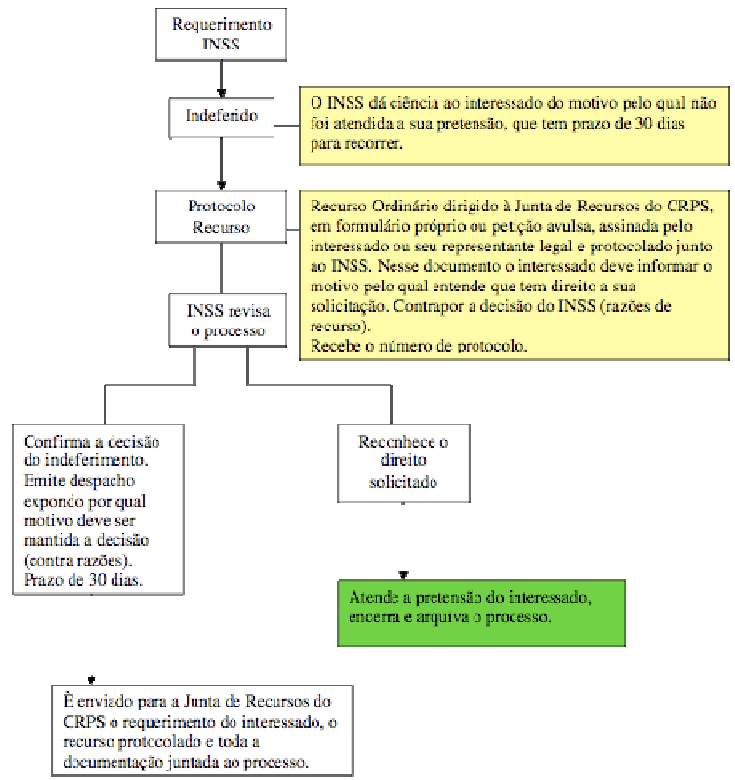 Requerimento
INSS
Indeferido
O INSS dá ciência ao interessado do motivo pelo qual não
foi atendida a sua pretensão, que tem prazo de 30 dias
para recorrer.
Protocolo
Recurso
Recurso Ordinário dirigido à Junta de Recursos do CRPS,
em formulário próprio ou petição avulsa, assinada pelo
interessado ou seu representante legal e protocolado junto
ao INSS. Nesse documento o interessado deve informar o
motivo pelo qual entende que tem direito a sua
solicitação. Contrapor a decisão do INSS (razões de
recurso).
Recebe o número de protocolo.
INSS revisa
o processo
Confirma a decisão
do indeferimento.
Emite despacho
expondo por qual
motivo deve ser
mantida a decisão
(contra razões).
Prazo de 30 dias.
Reconhece o
direito
solicitado
Atende a pretensão do interessado,
encerra e arquiva o processo.
È enviado para a Junta de Recursos do
CRPS o requerimento do interessado, o
recurso protocolado e toda a
documentação juntada ao processo.